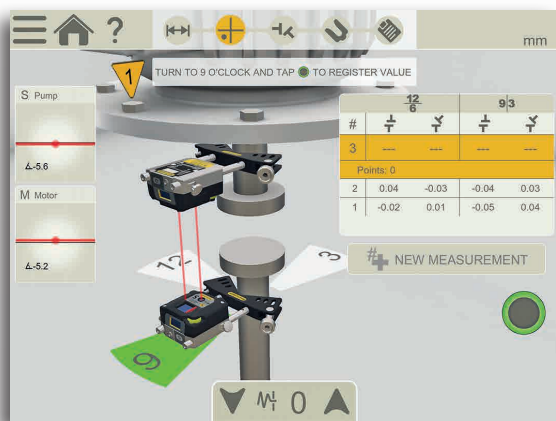 ?
mm
1
TURN TO 9 O'CLOCK AND TAP TO REGISTER VALUE
S Pump
∡-5.6
M Motor
∡-5.2
12 6 9 3
#
3 --- --- --- ---
Points: 0
2 0.04 -0.03 -0.04 0.03
1 -0.02 0.01 -0.05 0.04
# NEW MEASUREMENT
12
3
9
0